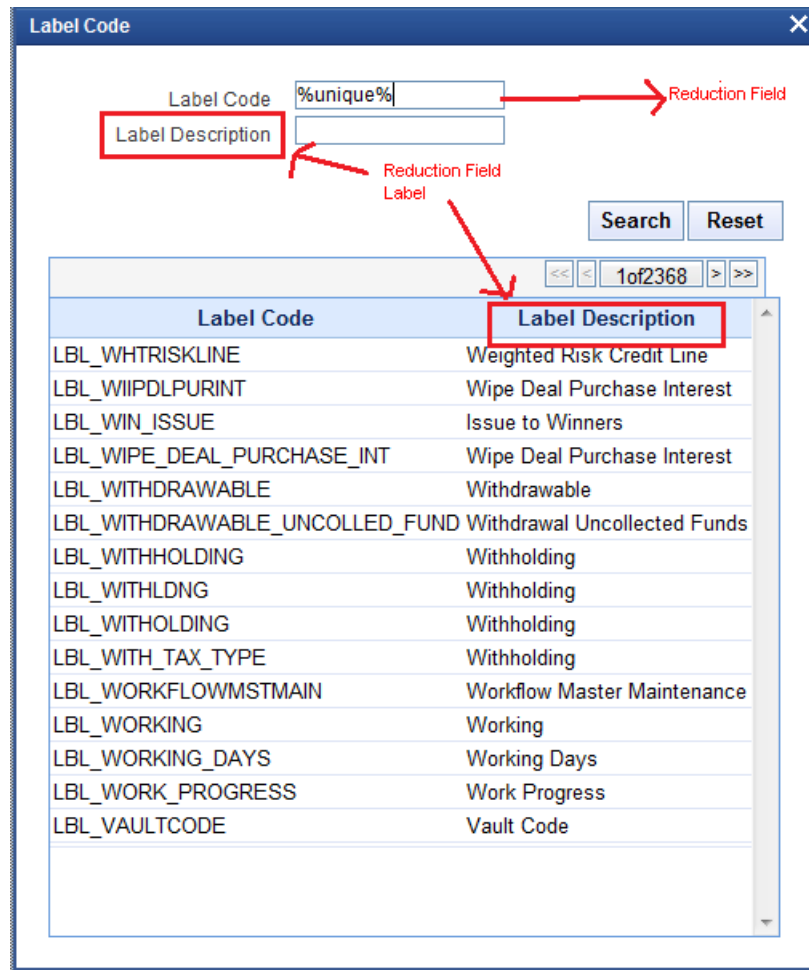 Label Code
Label Code %unique% Reduction Field
Label Description
Reduction Field
Label
Search Reset
<< < 1of2368 > >>
Label Code Label Description
LBL_WHTRISKLINE Weighted Risk Credit Line
LBL_WIIPDLPURINT Wipe Deal Purchase Interest
LBL_WIN_ISSUE Issue to Winners
LBL_WIPE_DEAL_PURCHASE_INT Wipe Deal Purchase Interest
LBL_WITHDRAWABLE Withdrawable
LBL_WITHDRAWABLE_UNCOLLED_FUND Withdrawal Uncollected Funds
LBL_WITHHOLDING Withholding
LBL_WITHLDNG Withholding
LBL_WITHOLDING Withholding
LBL_WITH_TAX_TYPE Withholding
LBL_WORKFLOWMSTMAIN Workflow Master Maintenance
LBL_WORKING Working
LBL_WORKING_DAYS Working Days
LBL_WORK_PROGRESS Work Progress
LBL_VAULTCODE Vault Code